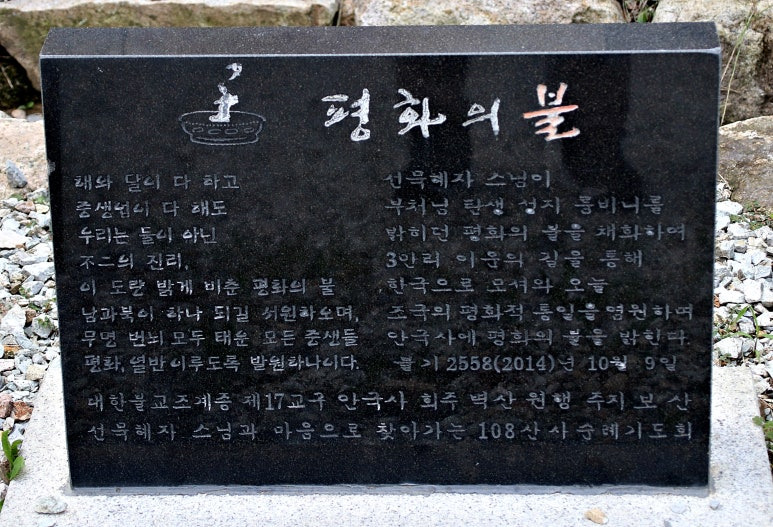 평화의불
해와 달이 다 하고
중생업이 다 해도
우리는 둘이 아닌
不二의 진리,
이 도량 밝게 비춘 평화의 불
남과북이 하나 되길 서원하오며,
무명 번뇌 모두 태운 모든 중생들
평화, 열반이루도록 발원하나이다.
선묵혜자 스님이
부처님 탄생 성지 룸비니를
밝히던 평화의 불을 채화하여
3만리 이운의 길을 통해
한국으로 모셔와 오늘
조국의 평화적 통일을 염원하여
안국사에 평화의 불을 밝힌다.
불기 2558(2014)년 10월 9일
대한불교조계종 제17교구 안국사 회주 벽산 원행 주지 보산
선묵혜자 스님과 마음으로 찾아가는 108산사순례기도회